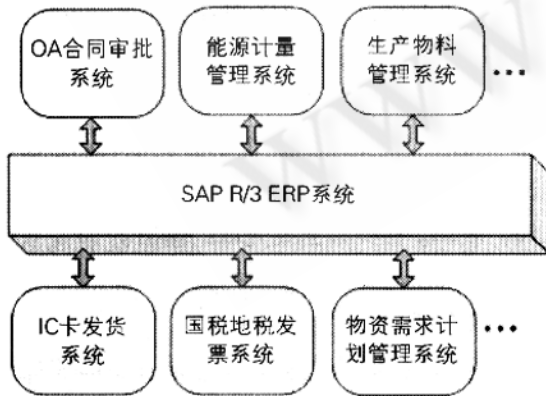 OA合同审批
系统
能源计量
管理系统
生产物料
管理系统
...
SAP R/3 ERP系统
IC卡发货
系统
国税地税发
票系统
物资需求计
划管理系统
...
WWW